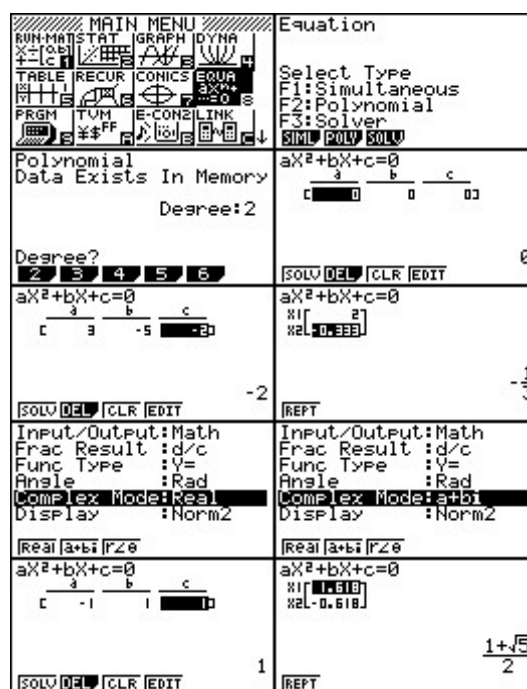 MAIN MENU
RUN-MAT STAT GRAPH DYNA
TABLE RECUR CONICS EQUA
PRGM TVM E-CON2 LINK
Equation
Select Type
F1:Simultaneous
F2:Polynomial
F3:Solver
SIML POLY SOLV
Polynomial
Data Exists In Memory
Degree:2
Degree?
2 3 4 5 6
aX²+bX+c=0
a b c
[ 0 0 0]
0
SOLV DEL CLR EDIT
aX²+bX+c=0
a b c
[ 3 -5 -2]
-2
SOLV DEL CLR EDIT
aX²+bX+c=0
X1[ 2]
X2[-0.333]
-1/3
REPT
Input/Output:Math
Frac Result :d/c
Func Type :Y=
Angle :Rad
Complex Mode:Real
Display :Norm2
Real a+bi r∠θ
Input/Output:Math
Frac Result :d/c
Func Type :Y=
Angle :Rad
Complex Mode:a+bi
Display :Norm2
Real a+bi r∠θ
aX²+bX+c=0
a b c
[ -1 1 1]
1
SOLV DEL CLR EDIT
aX²+bX+c=0
X1[ 1.618]
X2[-0.618]
1+√5
2
REPT